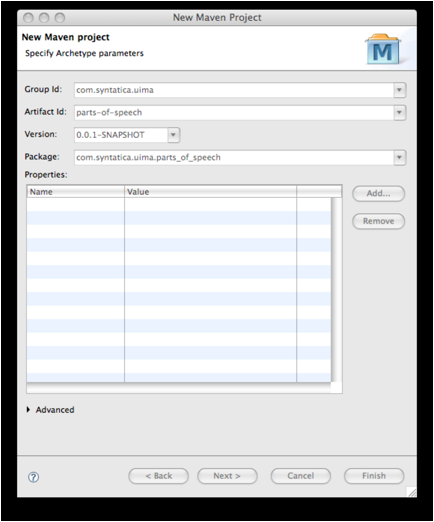 New Maven Project
New Maven project
Specify Archetype parameters
M
Group Id: com.syntatica.uima
Artifact Id: parts-of-speech
Version: 0.0.1-SNAPSHOT
Package: com.syntatica.uima.parts_of_speech
Properties:
Name Value
Add...
Remove
Advanced
? < Back Next > Cancel Finish